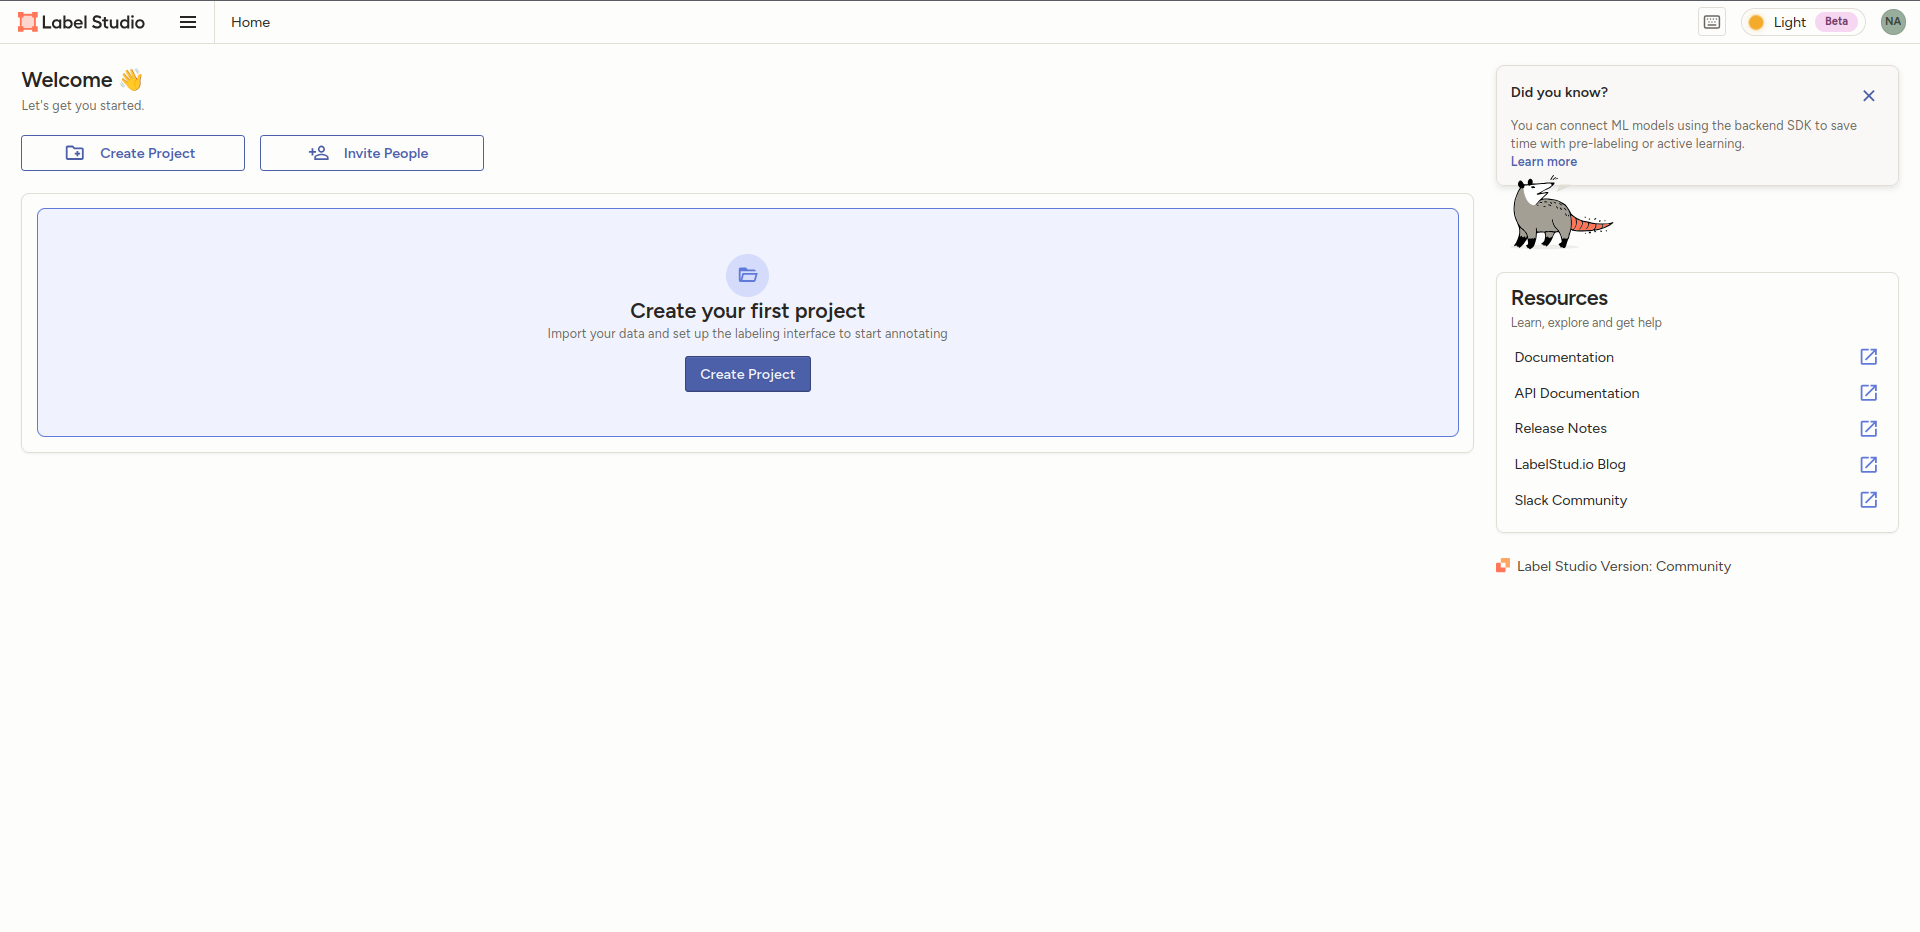 Label Studio
Home
Light
Beta
NA
Welcome 👋
Let's get you started.
Create Project
Invite People
Create your first project
Import your data and set up the labeling interface to start annotating
Create Project
Did you know?
You can connect ML models using the backend SDK to save
time with pre-labeling or active learning.
Learn more
Resources
Learn, explore and get help
Documentation
API Documentation
Release Notes
LabelStud.io Blog
Slack Community
Label Studio Version: Community